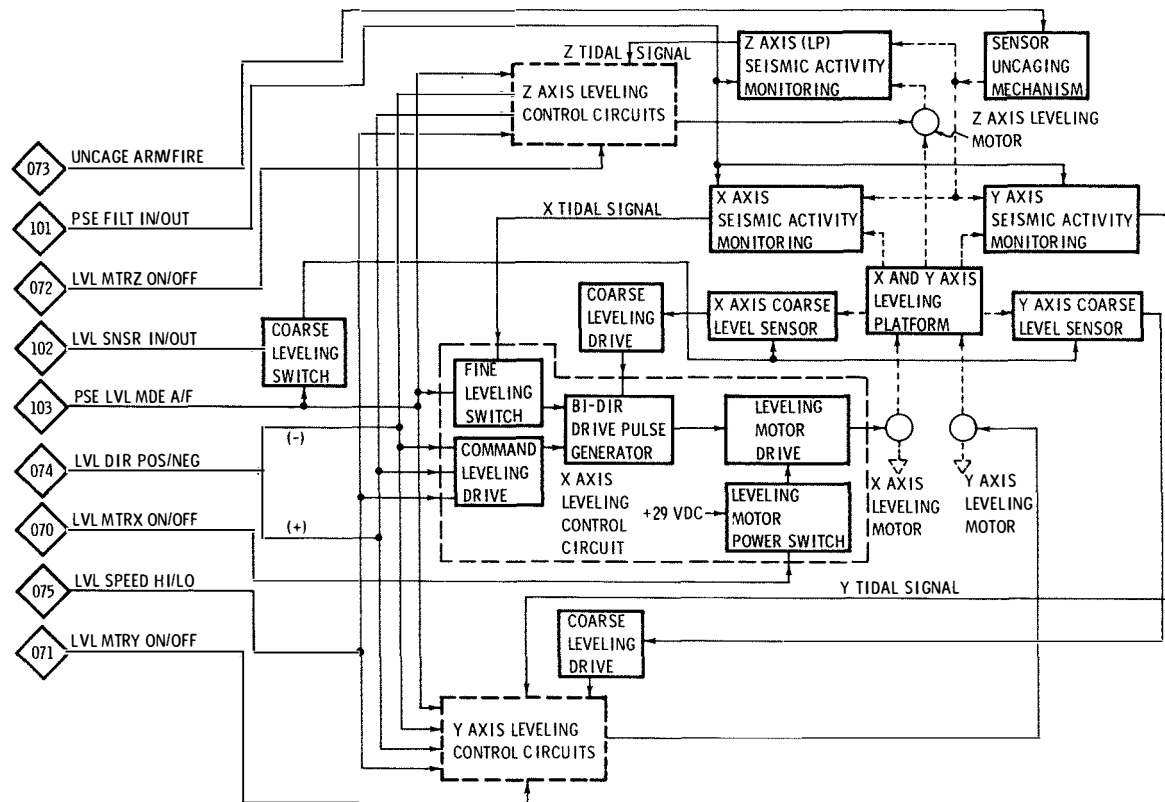 Z TIDAL SIGNAL
Z AXIS (LP)
SEISMIC ACTIVITY
MONITORING
SENSOR
UNCAGING
MECHANISM
Z AXIS LEVELING
CONTROL CIRCUITS
Z AXIS LEVELING
MOTOR
073 UNCAGE ARM/FIRE
101 PSE FILT IN/OUT
072 LVL MTRZ ON/OFF
102 LVL SNSR IN/OUT
103 PSE LVL MDE A/F
074 LVL DIR POS/NEG
(-)
(+)
070 LVL MTRX ON/OFF
075 LVL SPEED HI/LO
071 LVL MTRY ON/OFF
X TIDAL SIGNAL
X AXIS
SEISMIC ACTIVITY
MONITORING
Y AXIS
SEISMIC ACTIVITY
MONITORING
COARSE
LEVELING
SWITCH
COARSE
LEVELING
DRIVE
X AXIS COARSE
LEVEL SENSOR
X AND Y AXIS
LEVELING
PLATFORM
Y AXIS COARSE
LEVEL SENSOR
FINE
LEVELING
SWITCH
COMMAND
LEVELING
DRIVE
BI-DIR
DRIVE PULSE
GENERATOR
LEVELING
MOTOR
DRIVE
X AXIS
LEVELING
CONTROL
CIRCUIT
+29 VDC
LEVELING
MOTOR
POWER SWITCH
X AXIS
LEVELING
MOTOR
Y AXIS
LEVELING
MOTOR
Y TIDAL SIGNAL
COARSE
LEVELING
DRIVE
Y AXIS LEVELING
CONTROL CIRCUITS